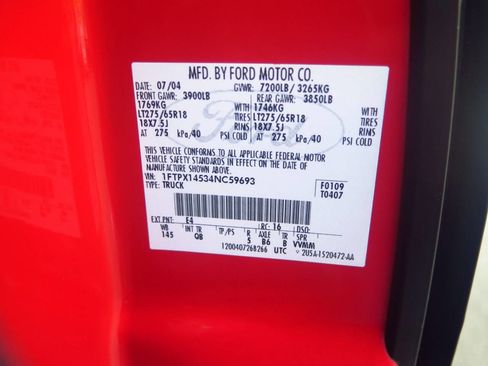 MFD. BY FORD MOTOR CO.
DATE: 07/04 GVWR: 7200LB/ 3265KG
FRONT GAWR: 3900LB REAR GAWR: 3850LB
1769KG WITH 1746KG WITH
LT275/65R18 TIRES LT275/65R18 TIRES
18X7.5J RIMS 18X7.5J RIMS
AT 275 kPa/40 PSI COLD AT 275 kPa/40 PSI COLD
Ford
THIS VEHICLE CONFORMS TO ALL APPLICABLE FEDERAL MOTOR
VEHICLE SAFETY STANDARDS IN EFFECT ON THE DATE OF
MANUFACTURE SHOWN ABOVE.
VIN: 1FTPX14534NC59693 F0109
TYPE: TRUCK T0407
EXT PNT: E4 RC: 16 DSO:
WB INT TR TP/PS R AXLE TR SPR
145 QB 5 B6 B VVMM
1200407268266 UTC ▽ 2U5A-1520472-AA